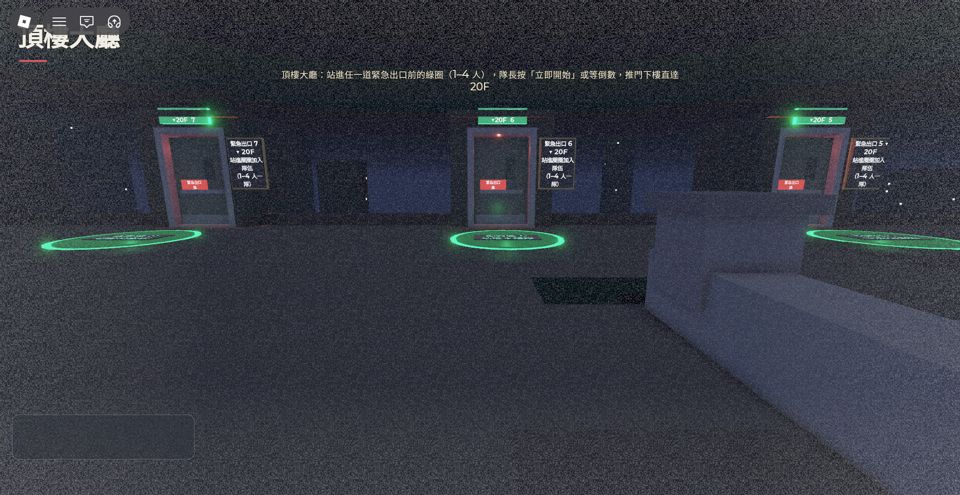 頂樓大廳
頂樓大廳：站進任一道緊急出口前的綠圈（1–4 人），隊長按「立即開始」或等倒數，推門下樓直達
20F
▼20F 7
▼20F 6
▼20F 5
緊急出口 7
▼ 20F
站進圈圈加入
隊伍
（1–4 人一
隊）
緊急出口 6
▼ 20F
站進圈圈加入
隊伍
（1–4 人一
隊）
緊急出口 5 ▼
20F
站進圈圈加入
隊伍
（1–4 人一
隊）